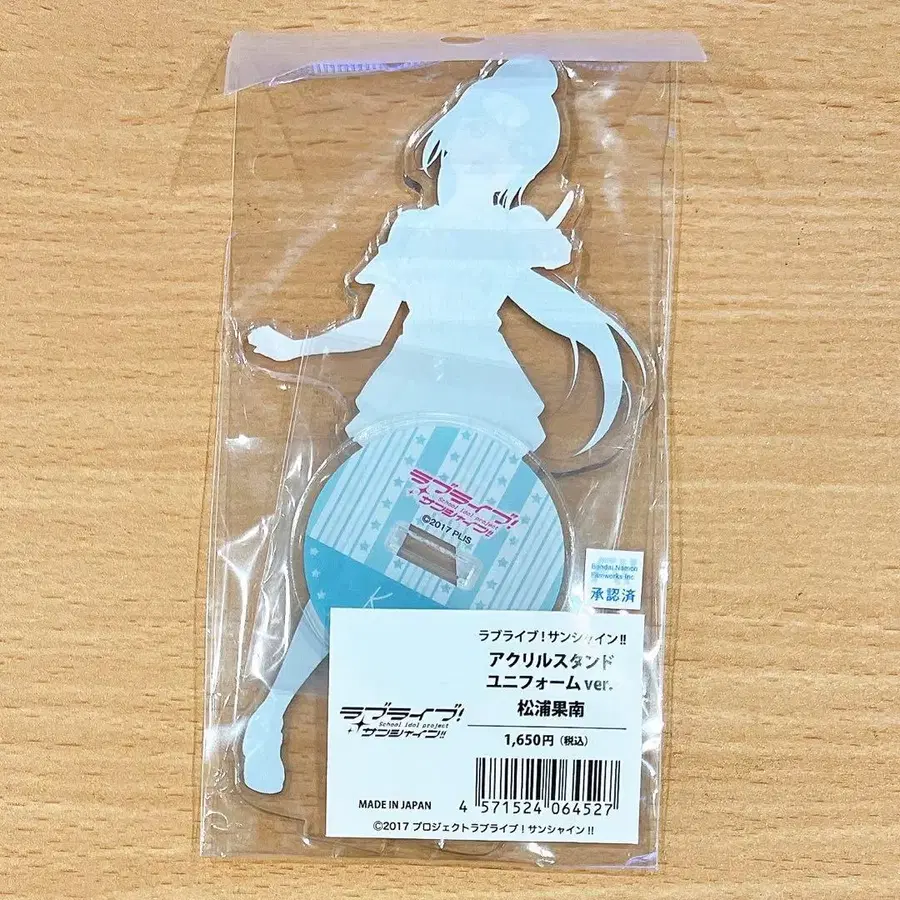 ラブライブ!
School idol project
サンシャイン!!
©2017 PLIS
K
Bandai Namco
Filmworks Inc.
承認済
ラブライブ!サンシャイン!!
アクリルスタンド
ユニフォーム ver.
松浦果南
1,650円(税込)
ラブライブ!
School idol project
サンシャイン!!
MADE IN JAPAN
4 571524 064527
©2017 プロジェクトラブライブ!サンシャイン!!